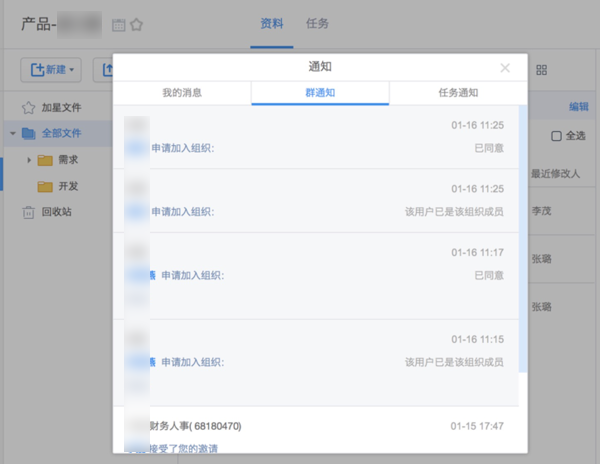 产品-
资料
任务
新建
通知
我的消息
群通知
任务通知
加星文件
编辑
全部文件
全选
01-16 11:25
申请加入组织:
已同意
需求
最近修改人
开发
01-16 11:25
申请加入组织:
该用户已是该组织成员
回收站
李茂
01-16 11:17
申请加入组织:
已同意
张璐
张璐
01-16 11:15
申请加入组织:
该用户已是该组织成员
财务人事( 68180470)
01-15 17:47
接受了您的邀请